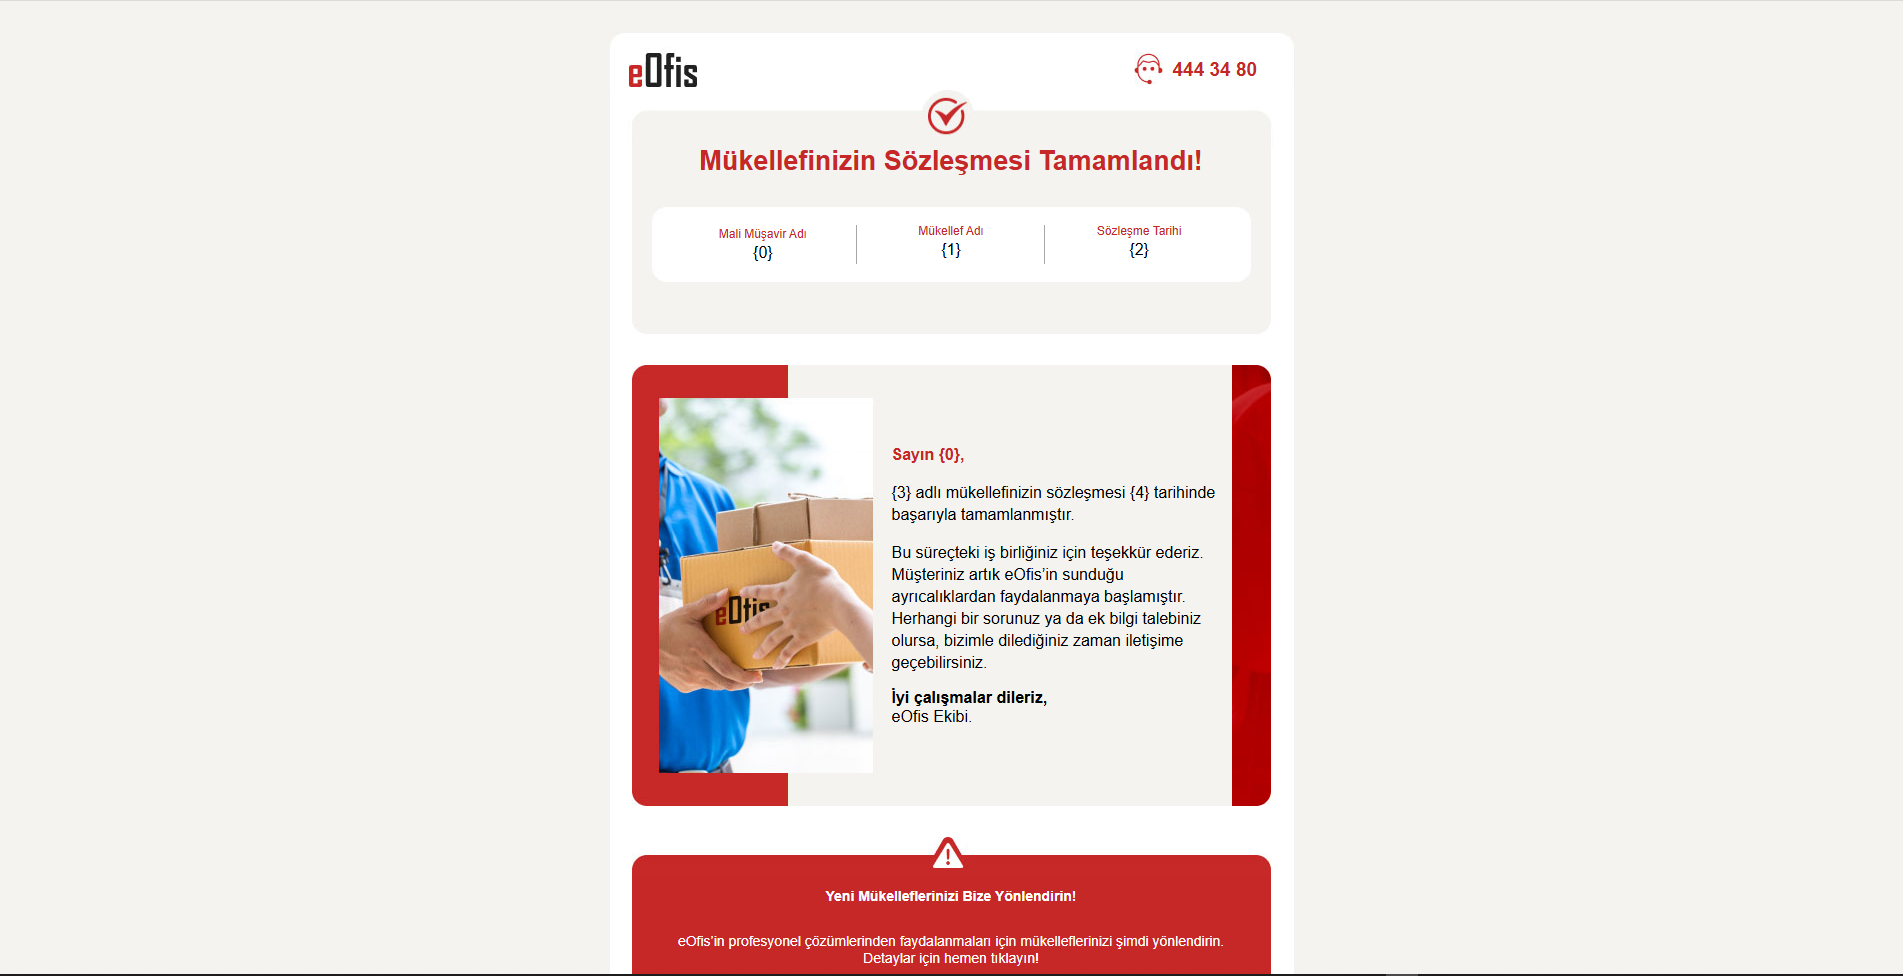 eOfis
444 34 80
Mükellefinizin Sözleşmesi Tamamlandı!
Mali Müşavir Adı
{0}
Mükellef Adı
{1}
Sözleşme Tarihi
{2}
eOfis
Sayın {0},
{3} adlı mükellefinizin sözleşmesi {4} tarihinde
başarıyla tamamlanmıştır.
Bu süreçteki iş birliğiniz için teşekkür ederiz.
Müşteriniz artık eOfis’in sunduğu
ayrıcalıklardan faydalanmaya başlamıştır.
Herhangi bir sorunuz ya da ek bilgi talebiniz
olursa, bizimle dilediğiniz zaman iletişime
geçebilirsiniz.
İyi çalışmalar dileriz,
eOfis Ekibi.
Yeni Mükelleflerinizi Bize Yönlendirin!
eOfis’in profesyonel çözümlerinden faydalanmaları için mükelleflerinizi şimdi yönlendirin.
Detaylar için hemen tıklayın!